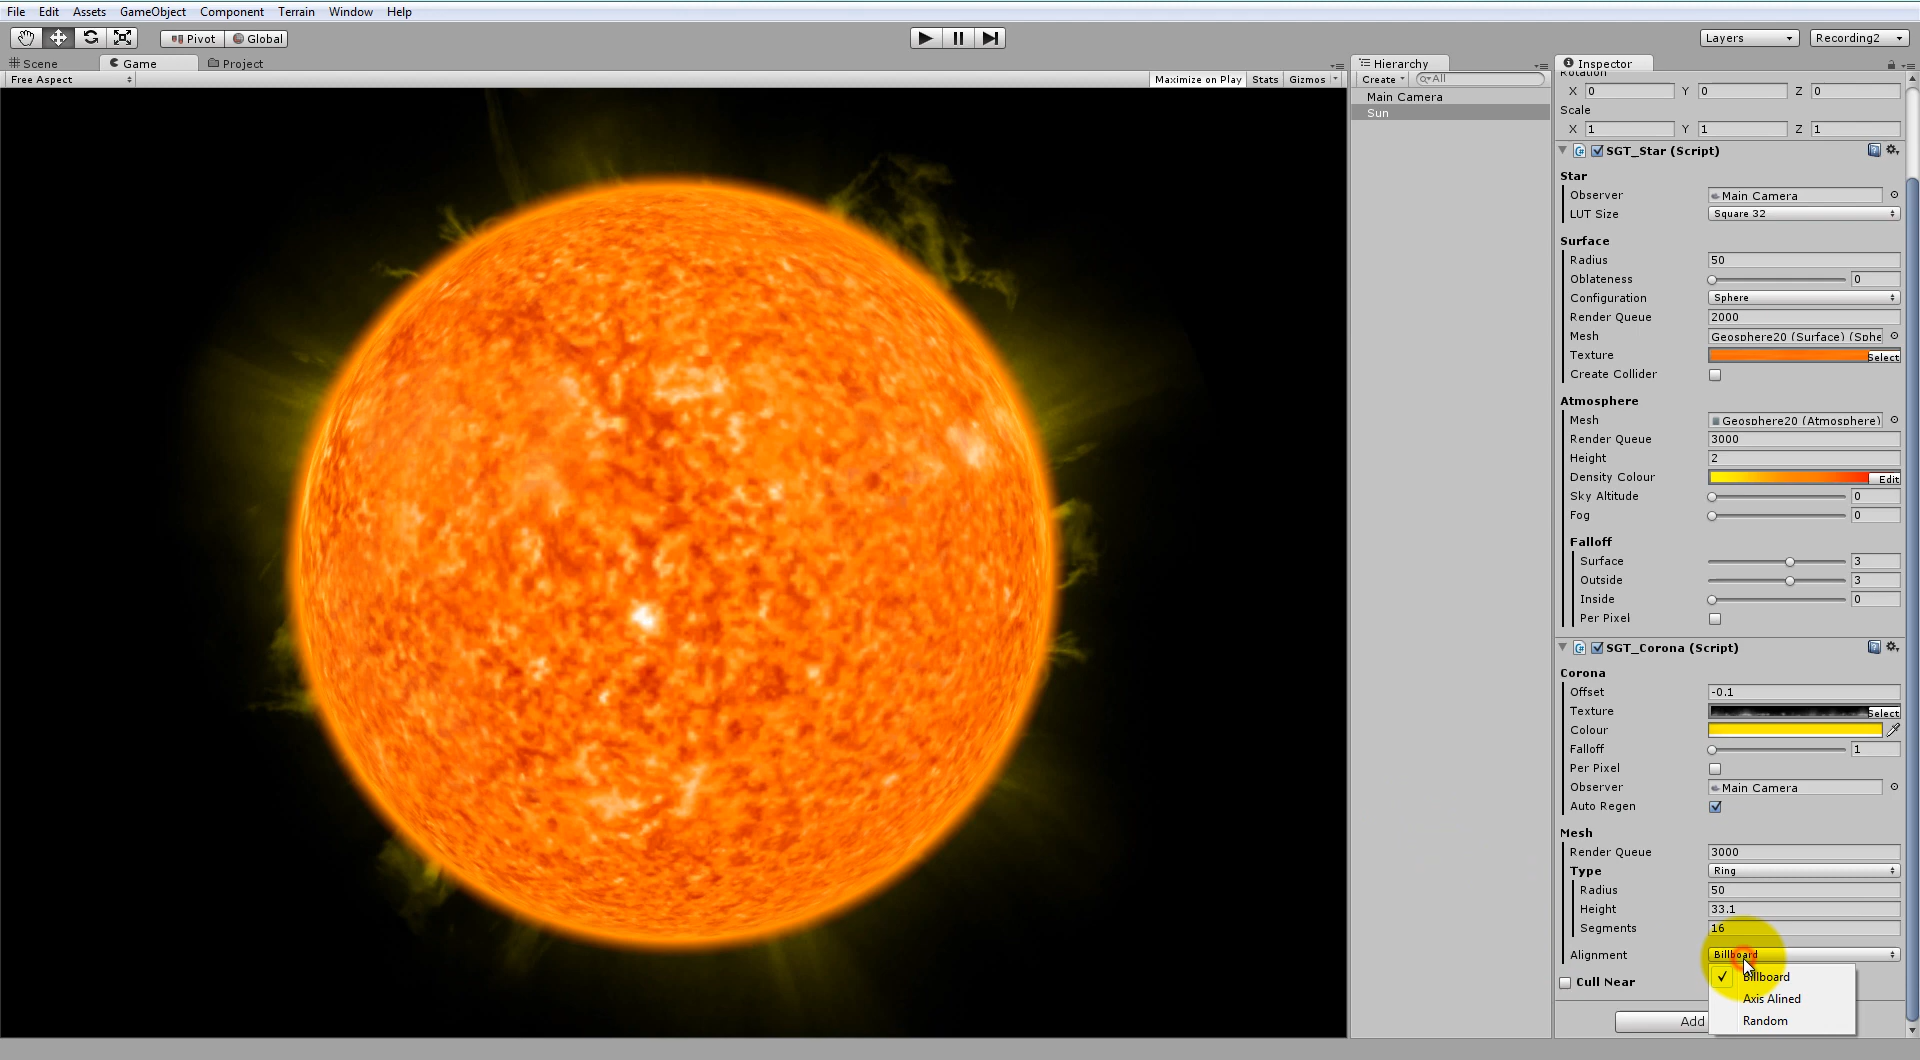 File Edit Assets GameObject Component Terrain Window Help
Pivot Global Layers Recording2
Scene Game Project Hierarchy Inspector
Free Aspect Maximize on Play Stats Gizmos Create All
Main Camera
Sun
Rotation
X 0 Y 0 Z 0
Scale
X 1 Y 1 Z 1
SGT_Star (Script)
Star
Observer Main Camera
LUT Size Square 32
Surface
Radius 50
Oblateness 0
Configuration Sphere
Render Queue 2000
Mesh Geosphere20 (Surface) (Sphe
Texture Select
Create Collider
Atmosphere
Mesh Geosphere20 (Atmosphere)
Render Queue 3000
Height 2
Density Colour Edit
Sky Altitude 0
Fog 0
Falloff
Surface 3
Outside 3
Inside 0
Per Pixel
SGT_Corona (Script)
Corona
Offset -0.1
Texture Select
Colour
Falloff 1
Per Pixel
Observer Main Camera
Auto Regen
Mesh
Render Queue 3000
Type Ring
Radius 50
Height 33.1
Segments 16
Alignment Billboard
Billboard
Cull Near
Axis Alined
Add
Random